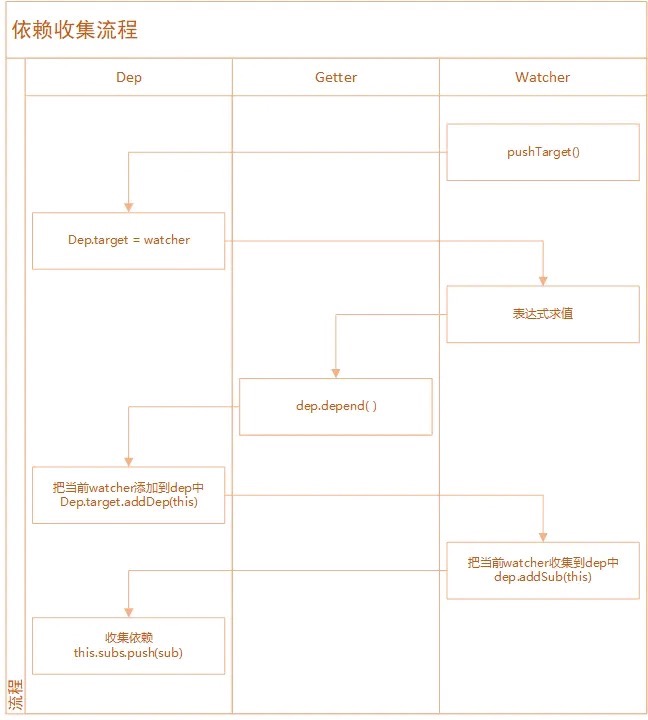 依赖收集流程
Dep
Getter
Watcher
pushTarget()
Dep.target = watcher
表达式求值
dep.depend( )
把当前watcher添加到dep中
Dep.target.addDep(this)
把当前watcher收集到dep中
dep.addSub(this)
收集依赖
this.subs.push(sub)
流程